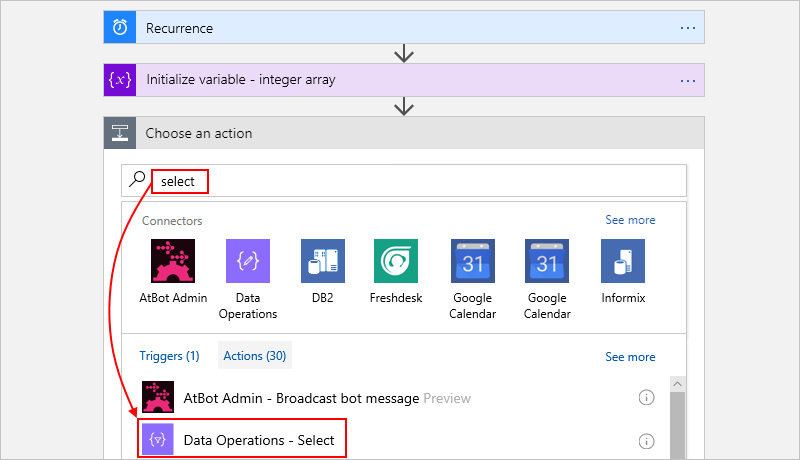 Recurrence
...
{x} Initialize variable - integer array
...
Choose an action
select
Connectors
See more
AtBot Admin
Data Operations
DB2
Freshdesk
31 Google Calendar
31 Google Calendar
Informix
Triggers (1)
Actions (30)
See more
AtBot Admin - Broadcast bot message Preview
Data Operations - Select